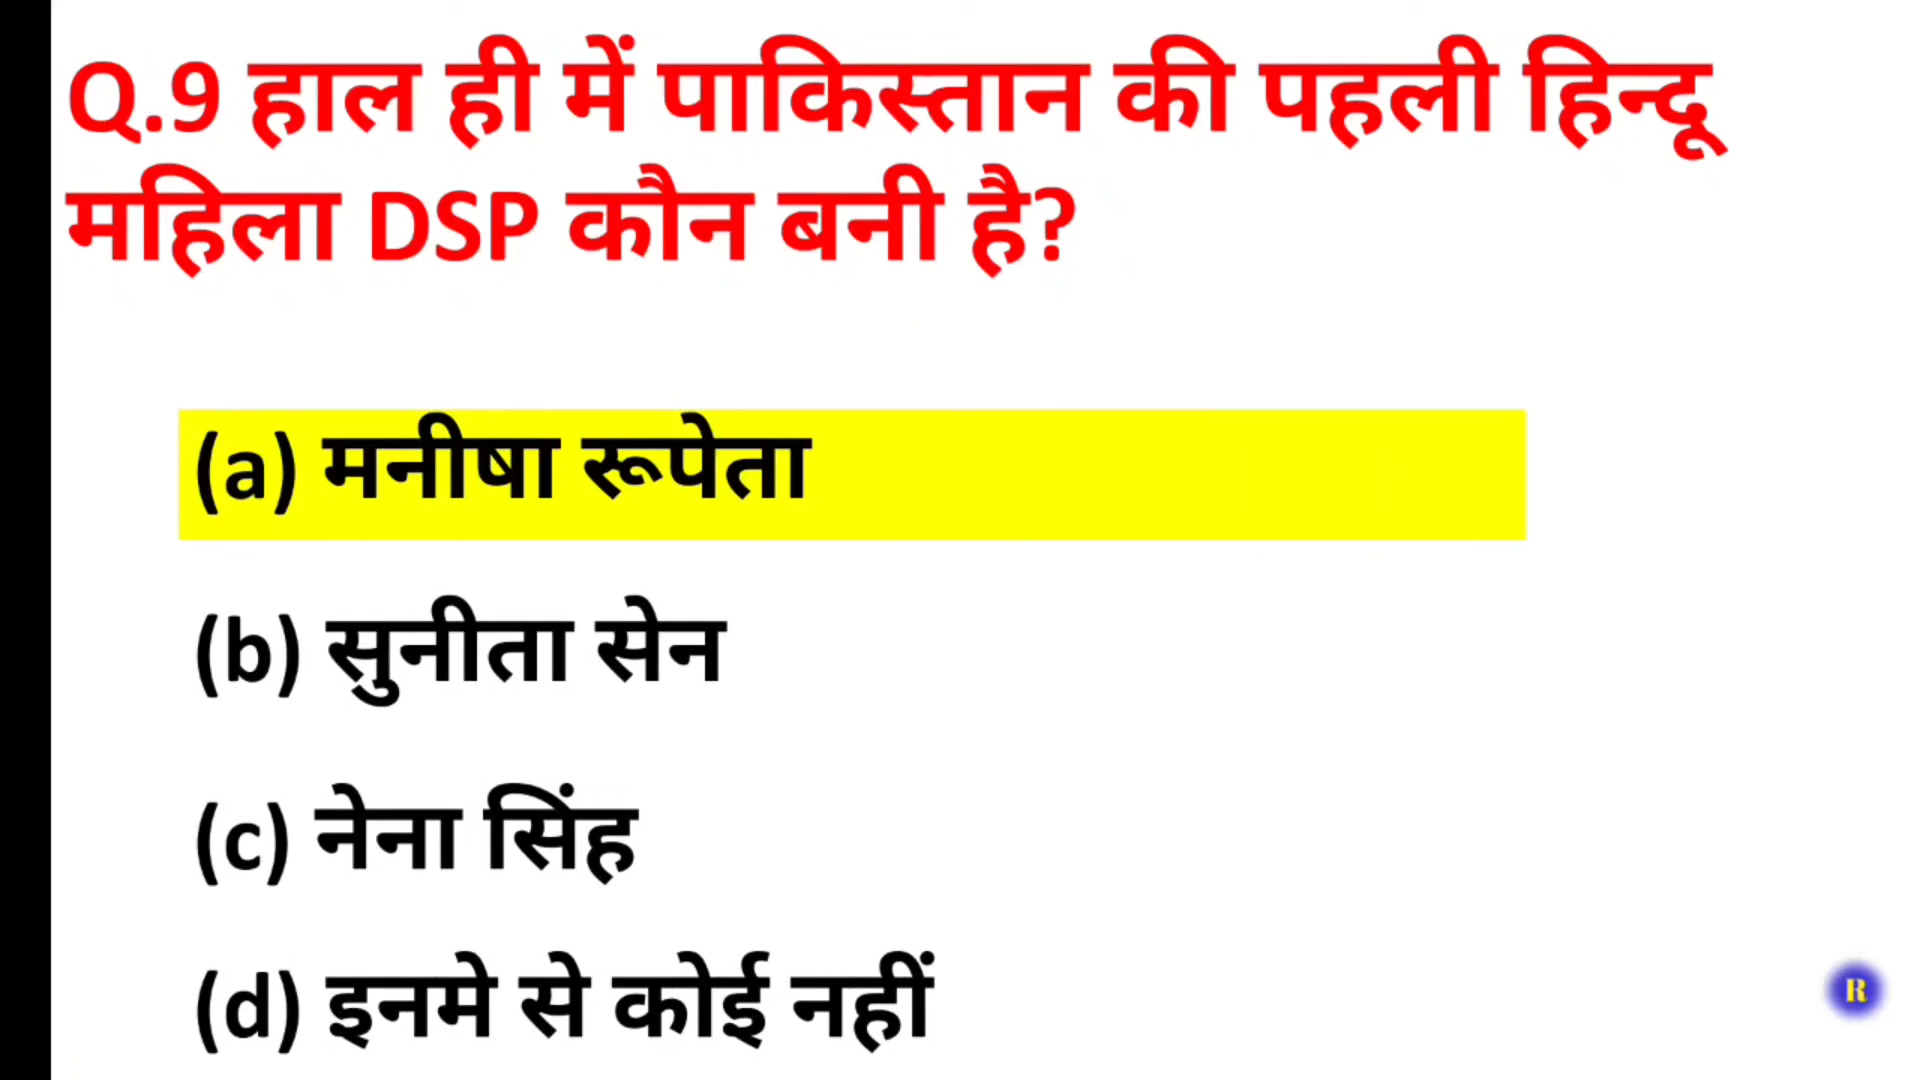 Q.9 हाल ही में पाकिस्तान की पहली हिन्दू
महिला DSP कौन बनी है?
(a) मनीषा रूपेता
(b) सुनीता सेन
(c) नेना सिंह
(d) इनमे से कोई नहीं
R